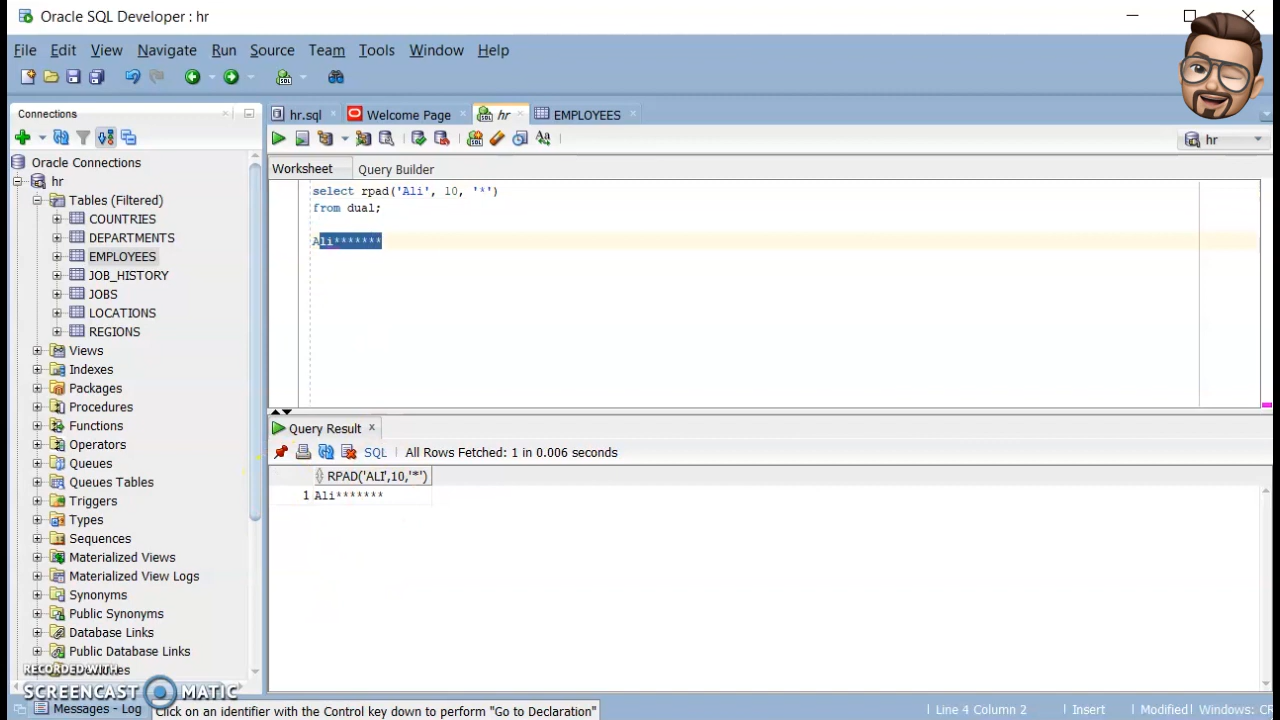 Oracle SQL Developer : hr
File Edit View Navigate Run Source Team Tools Window Help
Connections
hr.sql Welcome Page hr EMPLOYEES
hr
Worksheet Query Builder
Oracle Connections
hr
Tables (Filtered)
COUNTRIES
DEPARTMENTS
EMPLOYEES
JOB_HISTORY
JOBS
LOCATIONS
REGIONS
Views
Indexes
Packages
Procedures
Functions
Operators
Queues
Queues Tables
Triggers
Types
Sequences
Materialized Views
Materialized View Logs
Synonyms
Public Synonyms
Database Links
Public Database Links
select rpad('Ali', 10, '*')
from dual;
Ali*******
Query Result
SQL All Rows Fetched: 1 in 0.006 seconds
RPAD('ALI',10,'*')
1 Ali*******
RECORDED WITH
SCREENCAST MATIC
Messages - Log
Click on an identifier with the Control key down to perform "Go to Declaration"
Line 4 Column 2 Insert Modified Windows: CR